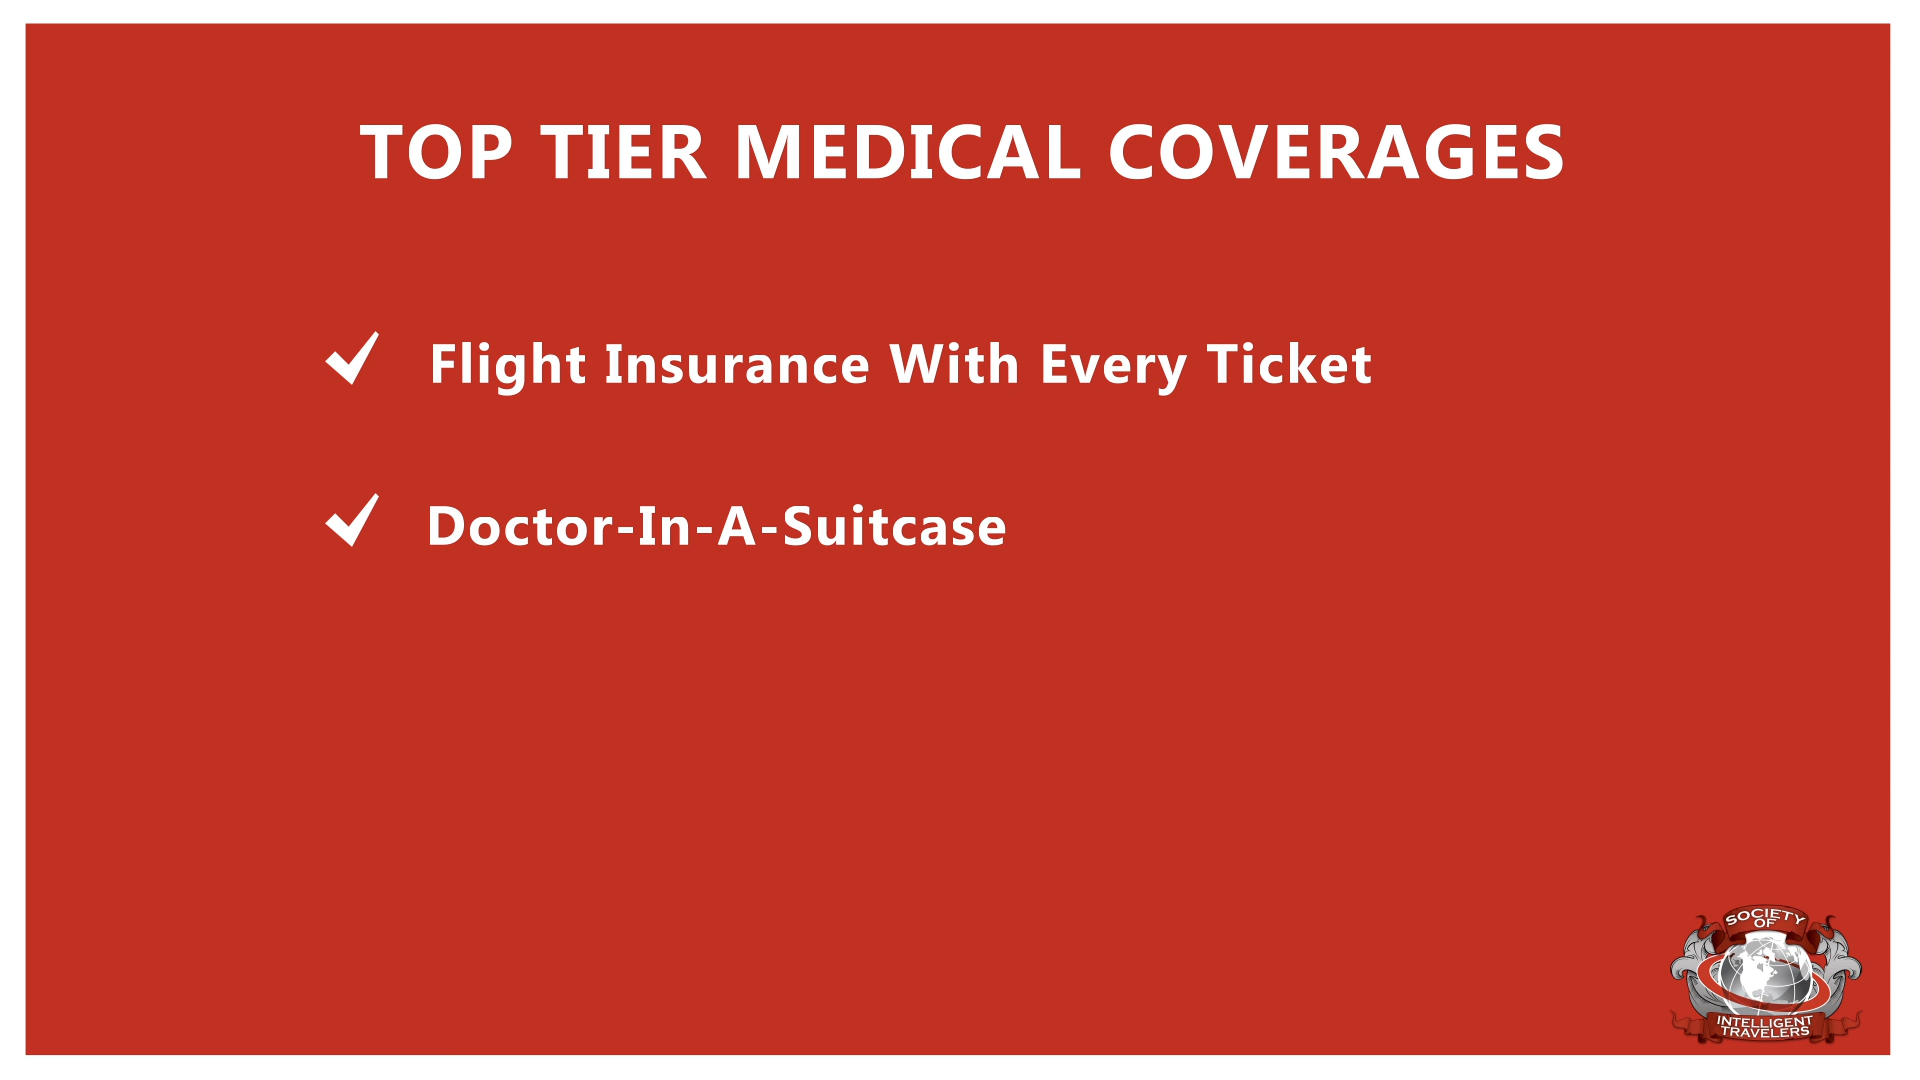 TOP TIER MEDICAL COVERAGES
Flight Insurance With Every Ticket
Doctor-In-A-Suitcase
SOCIETY
OF
INTELLIGENT
TRAVELERS